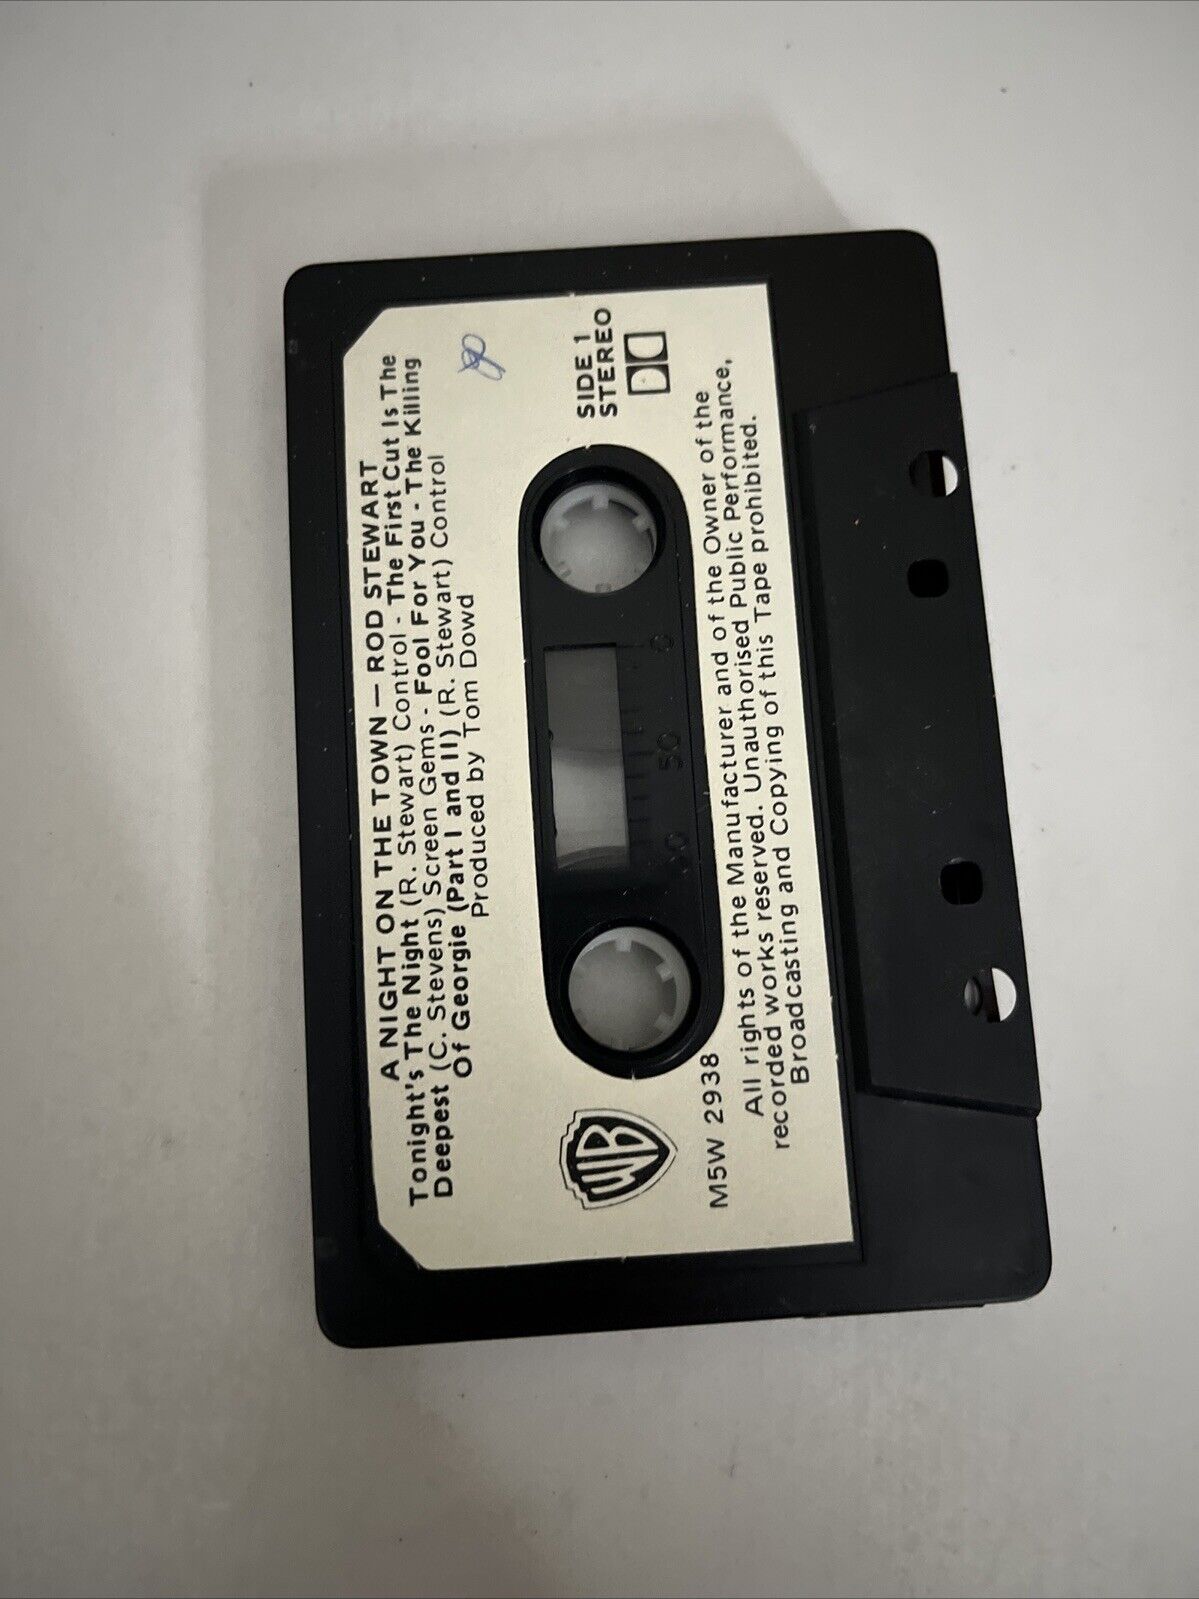 A NIGHT ON THE TOWN — ROD STEWART
Tonight's The Night (R. Stewart) Control - The First Cut Is The
Deepest (C. Stevens) Screen Gems - Fool For You - The Killing
Of Georgie (Part I and II) (R. Stewart) Control
Produced by Tom Dowd
SIDE 1
STEREO
WB
M5W 2938
50
0
All rights of the Manufacturer and of the Owner of the
recorded works reserved. Unauthorised Public Performance,
Broadcasting and Copying of this Tape prohibited.